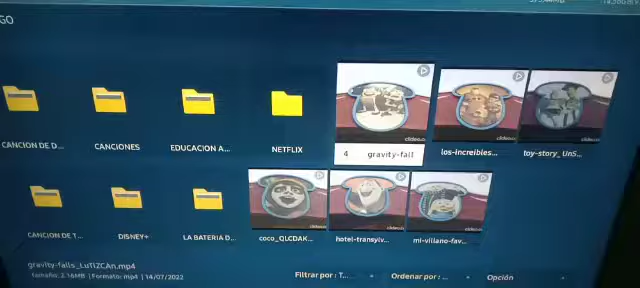 GO
CANCION DE D...
CANCIONES
EDUCACION A...
NETFLIX
4 gravity-fall
los-increibles...
toy-story_UnS...
CANCION DE T...
DISNEY+
LA BATERIA D...
coco_QLCDAK...
hotel-transylv...
mi-villano-fav...
gravity-falls_LuTIZCAn.mp4
Tamaño: 2.16MB |Formato: mp4 | 14/07/2022
Filtrar por : T...
Ordenar por : ...
Opción